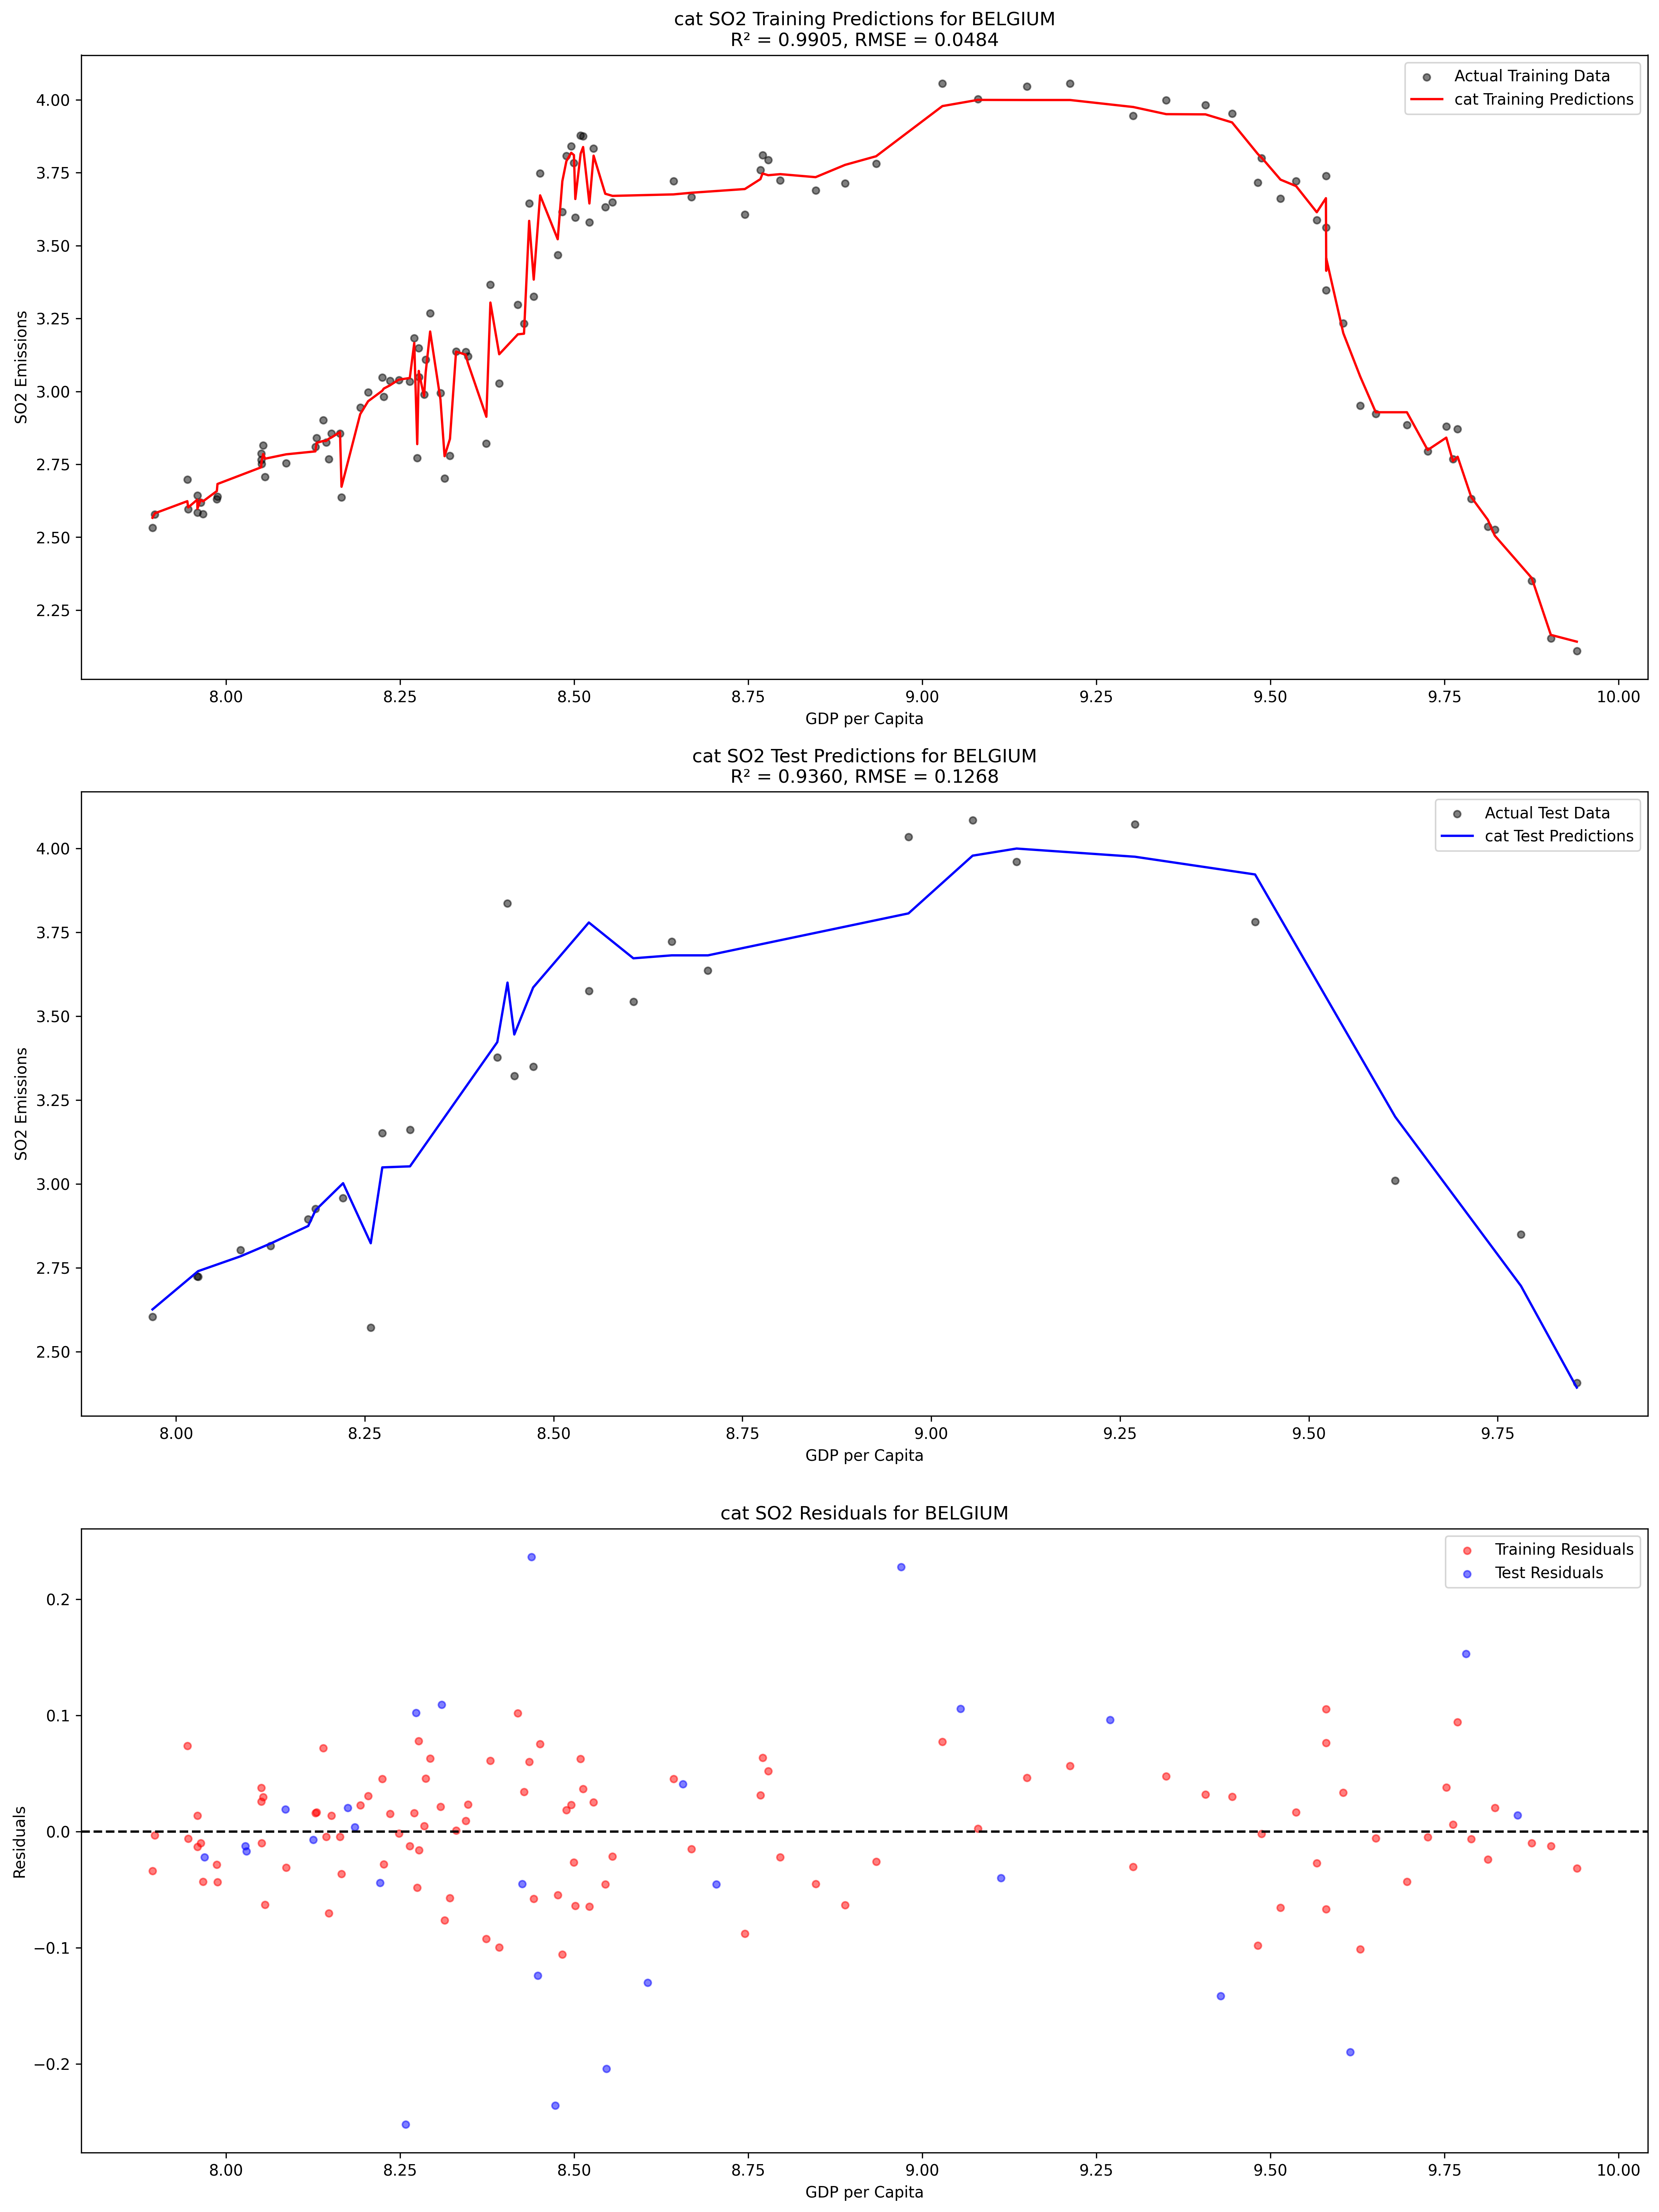 cat SO2 Training Predictions for BELGIUM
R² = 0.9905, RMSE = 0.0484
Actual Training Data
cat Training Predictions
SO2 Emissions
4.00
3.75
3.50
3.25
3.00
2.75
2.50
2.25
8.00 8.25 8.50 8.75 9.00 9.25 9.50 9.75 10.00
GDP per Capita
cat SO2 Test Predictions for BELGIUM
R² = 0.9360, RMSE = 0.1268
Actual Test Data
cat Test Predictions
SO2 Emissions
4.00
3.75
3.50
3.25
3.00
2.75
2.50
8.00 8.25 8.50 8.75 9.00 9.25 9.50 9.75
GDP per Capita
cat SO2 Residuals for BELGIUM
Training Residuals
Test Residuals
Residuals
0.2
0.1
0.0
−0.1
−0.2
8.00 8.25 8.50 8.75 9.00 9.25 9.50 9.75 10.00
GDP per Capita